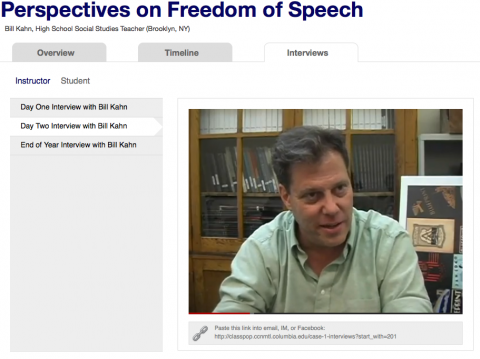 Perspectives on Freedom of Speech
Bill Kahn, High School Social Studies Teacher (Brooklyn, NY)
Overview
Timeline
Interviews
Instructor Student
Day One Interview with Bill Kahn
Day Two Interview with Bill Kahn
End of Year Interview with Bill Kahn
Paste this link into email, IM, or Facebook:
http://classpop.ccnmtl.columbia.edu/case-1-interviews?start_with=201